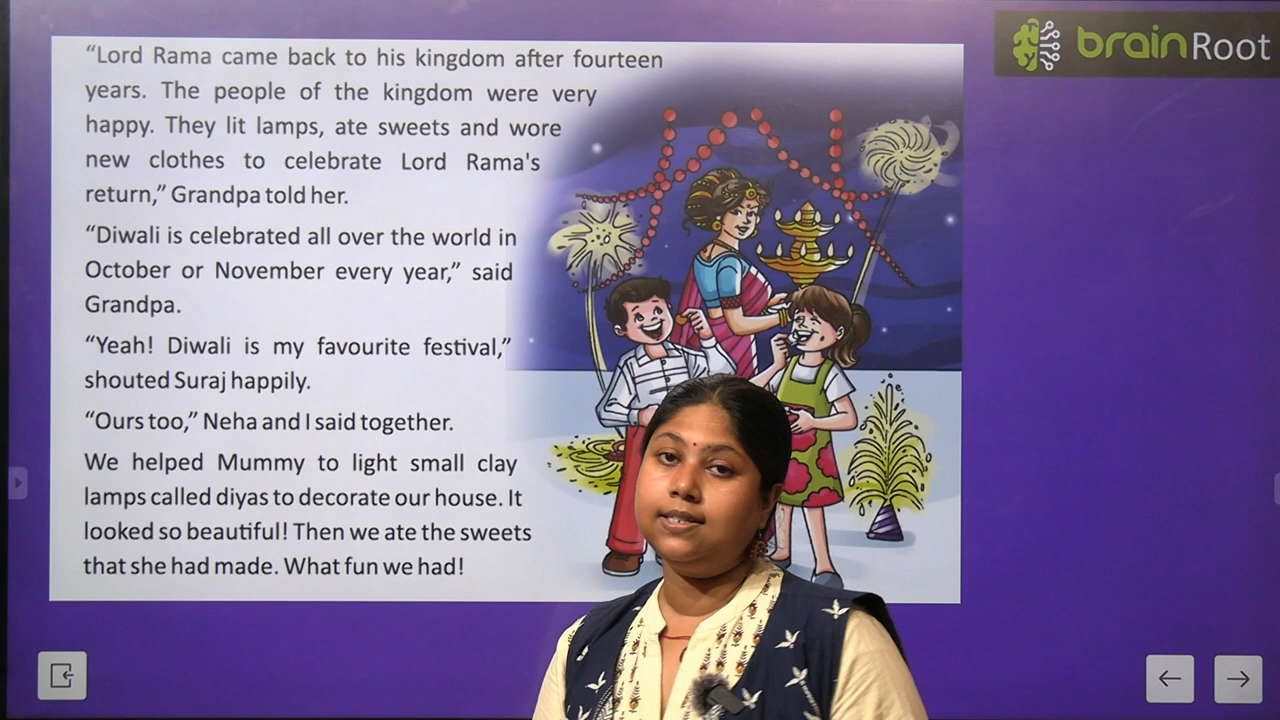 brainRoot
“Lord Rama came back to his kingdom after fourteen
years. The people of the kingdom were very
happy. They lit lamps, ate sweets and wore
new clothes to celebrate Lord Rama's
return,” Grandpa told her.
“Diwali is celebrated all over the world in
October or November every year,” said
Grandpa.
“Yeah! Diwali is my favourite festival,”
shouted Suraj happily.
“Ours too,” Neha and I said together.
We helped Mummy to light small clay
lamps called diyas to decorate our house. It
looked so beautiful! Then we ate the sweets
that she had made. What fun we had!